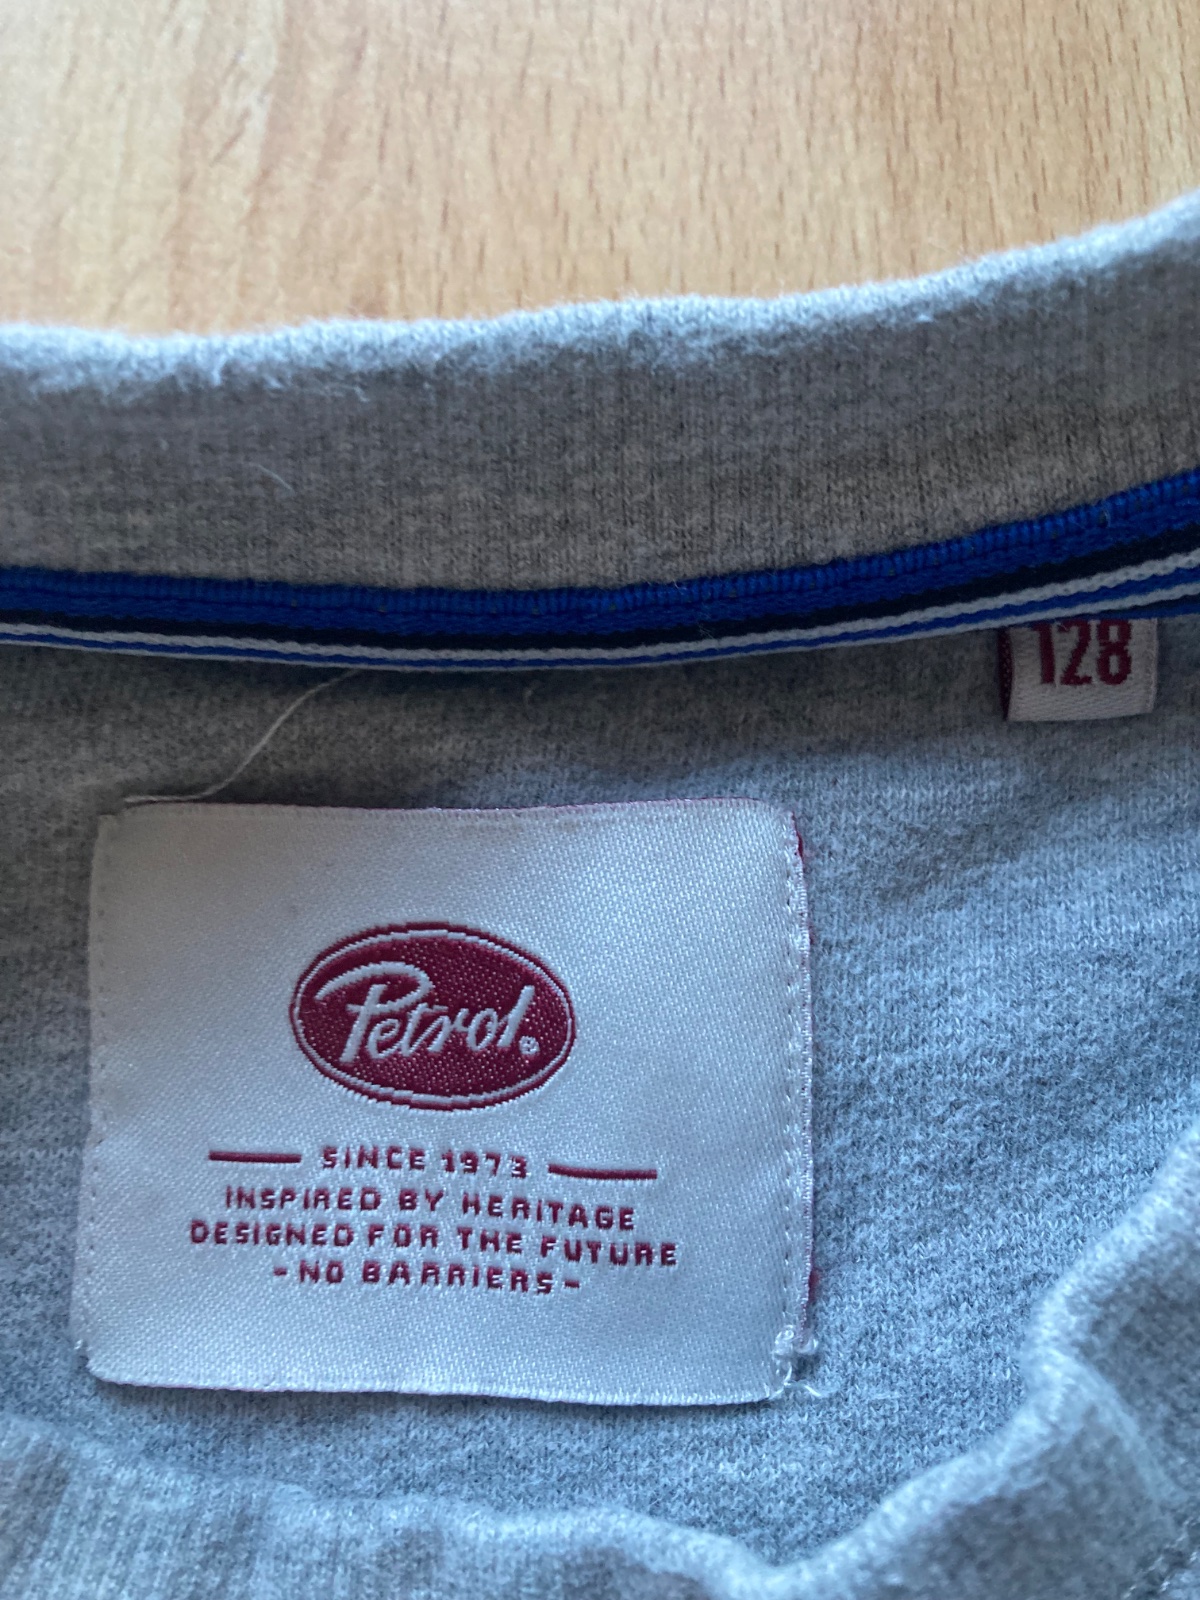 128
Petrol®
SINCE 1973
INSPIRED BY HERITAGE
DESIGNED FOR THE FUTURE
-NO BARRIERS-